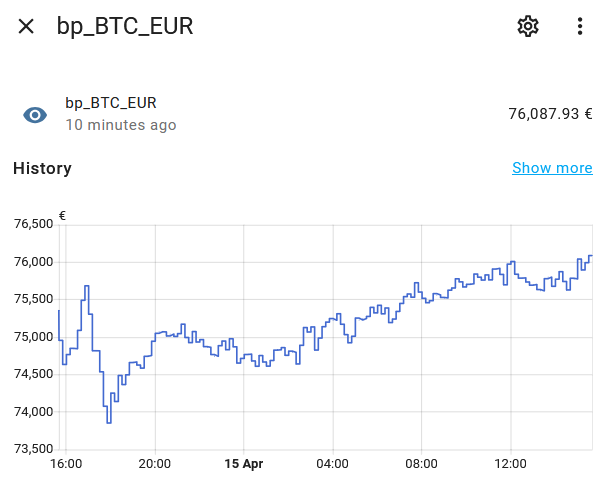 bp_BTC_EUR
bp_BTC_EUR
10 minutes ago
76,087.93 €
History
Show more
€
76,500
76,000
75,500
75,000
74,500
74,000
73,500
16:00
20:00
15 Apr
04:00
08:00
12:00